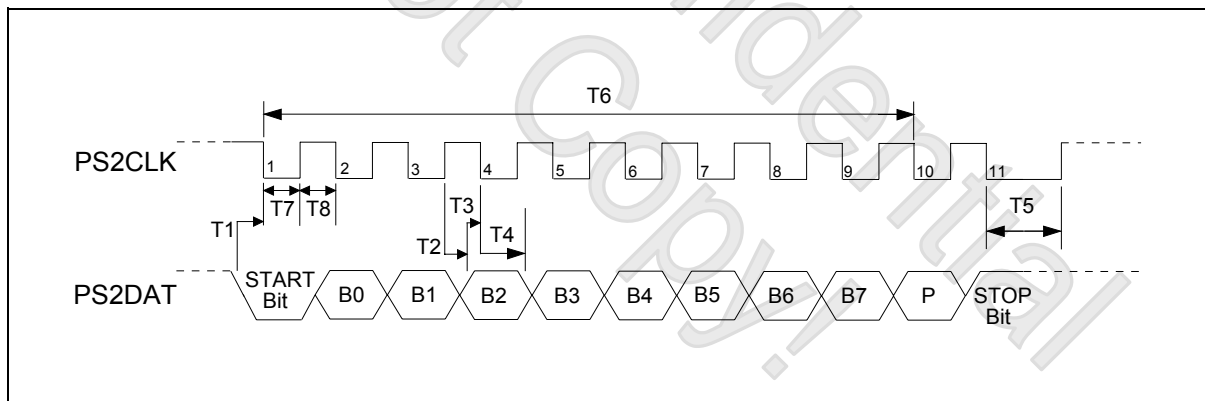 T6
PS2CLK
1 2 3 4 5 6 7 8 9 10 11
T7 T8 T3 T5
T1 T2 T4
PS2DAT
START Bit B0 B1 B2 B3 B4 B5 B6 B7 P STOP Bit
Copy!